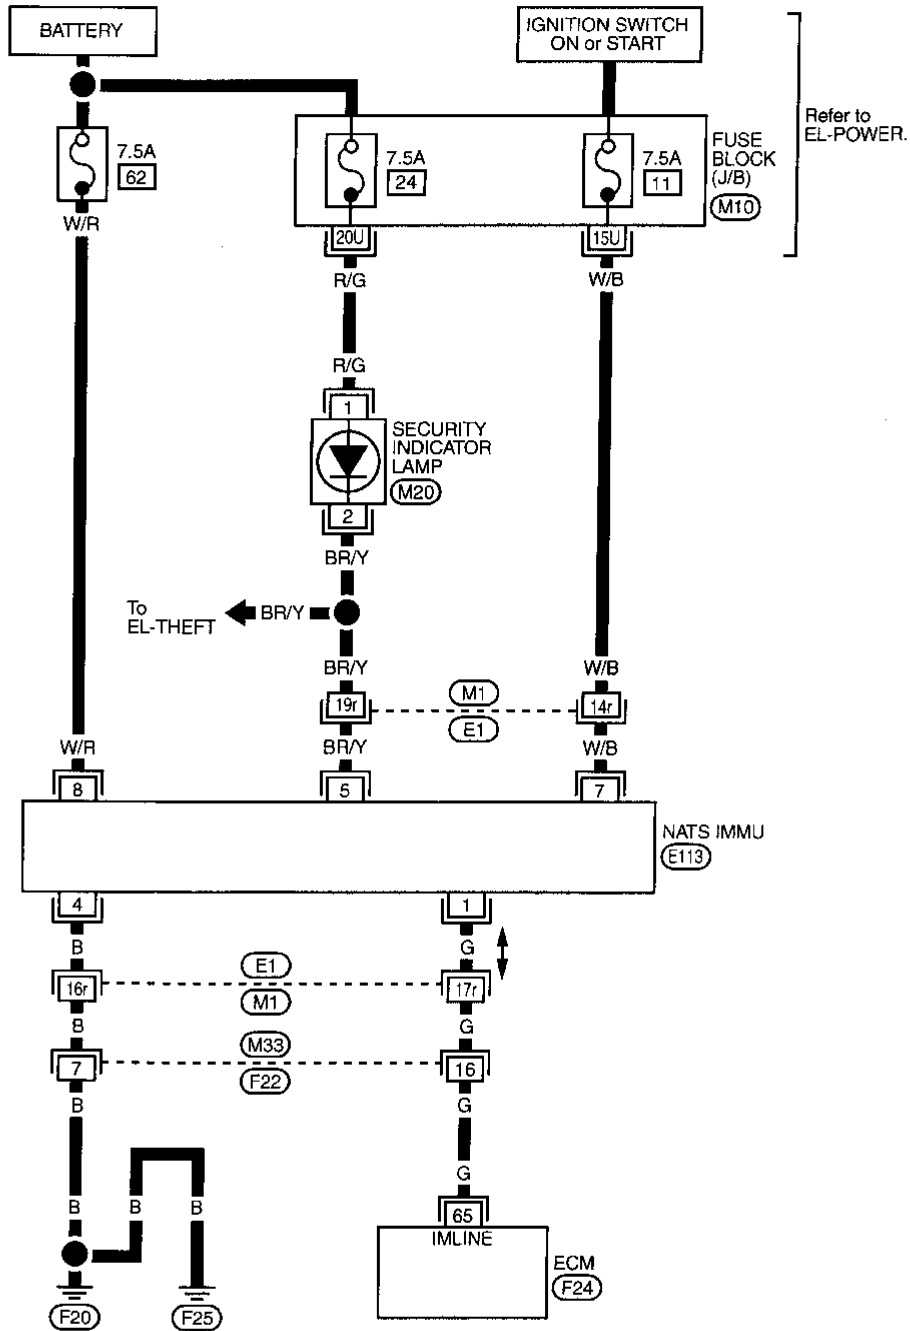 BATTERY
IGNITION SWITCH
ON or START
Refer to
EL-POWER.
7.5A
62
7.5A
24
7.5A
11
FUSE
BLOCK
(J/B)
M10
W/R
20U
15U
R/G
W/B
R/G
1
SECURITY
INDICATOR
LAMP
M20
2
BR/Y
To
EL-THEFT
BR/Y
BR/Y
W/B
19r
M1
14r
E1
W/R
BR/Y
W/B
8
5
7
NATS IMMU
E113
4
1
B
G
E1
16r
17r
M1
B
G
M33
7
16
F22
B
G
G
B
B
B
65
IMLINE
ECM
F24
F20
F25